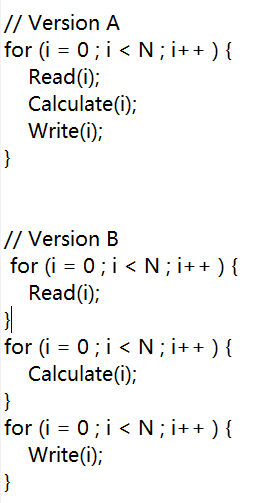 // Version A
for (i = 0 ; i < N ; i++ ) {
Read(i);
Calculate(i);
Write(i);
}
// Version B
for (i = 0 ; i < N ; i++ ) {
Read(i);
}
for (i = 0 ; i < N ; i++ ) {
Calculate(i);
}
for (i = 0 ; i < N ; i++ ) {
Write(i);
}